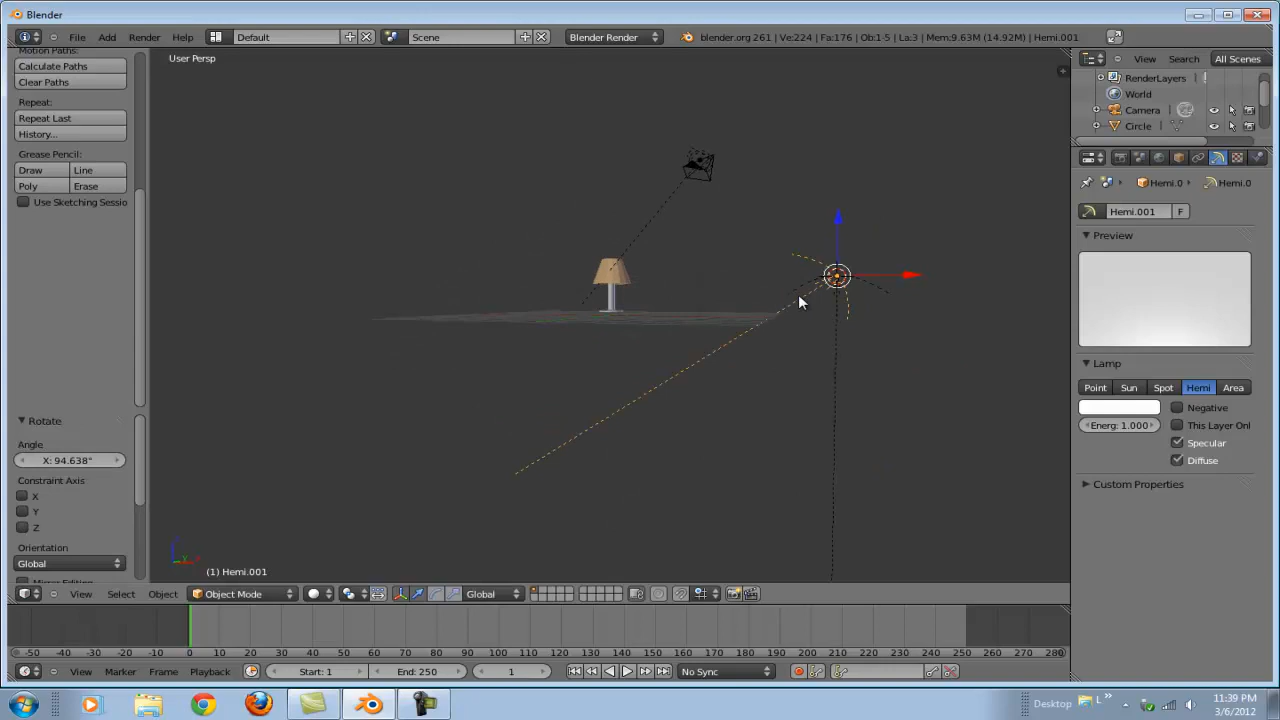 Blender
File Add Render Help Default Scene Blender Render blender.org 261 | Ve:224 | Fa:176 | Ob:1-5 | La:3 | Mem:9.63M (14.92M) | Hemi.001
Motion Paths:
Calculate Paths
Clear Paths
Repeat:
Repeat Last
History...
Grease Pencil:
Draw Line
Poly Erase
Use Sketching Sessio
Rotate
Angle
X: 94.638°
Constraint Axis
X
Y
Z
Orientation
Global
User Persp
(1) Hemi.001
View Search All Scenes
RenderLayers
World
Camera
Circle
Hemi.0 Hemi.0
Hemi.001 F
Preview
Lamp
Point Sun Spot Hemi Area
Negative
Energ: 1.000 This Layer Onl
Specular
Diffuse
Custom Properties
View Select Object Object Mode Global
-50 -40 -30 -20 -10 0 10 20 30 40 50 60 70 80 90 100 110 120 130 140 150 160 170 180 190 200 210 220 230 240 250 260 270 280
View Marker Frame Playback Start: 1 End: 250 1 No Sync
Desktop L »
11:39 PM
3/6/2012